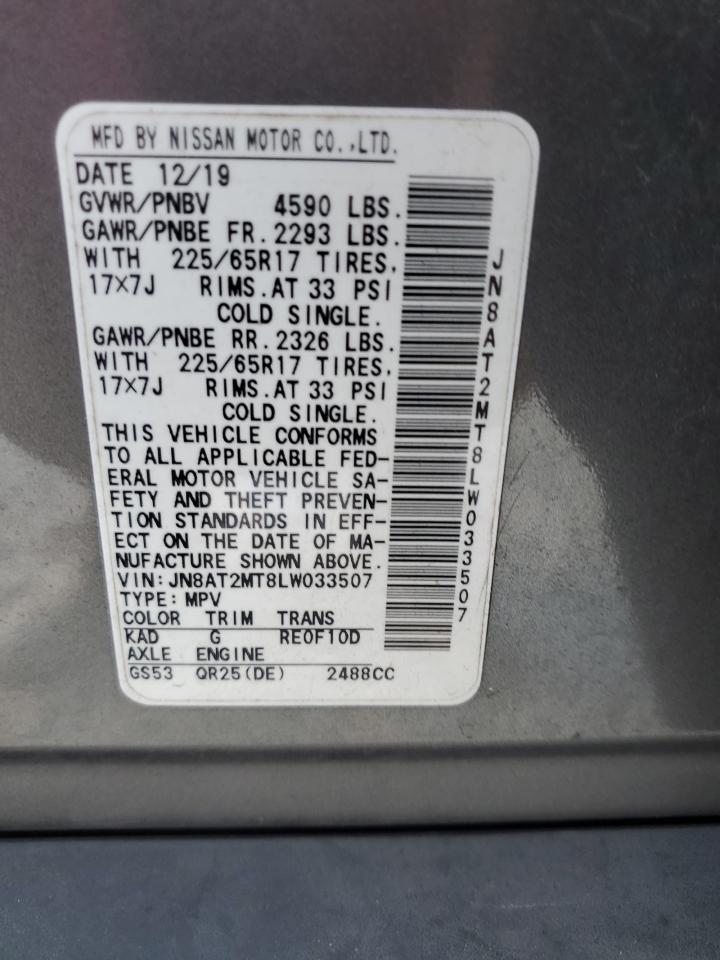 MFD BY NISSAN MOTOR CO.,LTD.
DATE 12/19
GVWR/PNBV 4590 LBS.
GAWR/PNBE FR. 2293 LBS.
WITH 225/65R17 TIRES,
17×7J RIMS.AT 33 PSI
COLD SINGLE.
GAWR/PNBE RR. 2326 LBS.
WITH 225/65R17 TIRES,
17×7J RIMS.AT 33 PSI
COLD SINGLE.
THIS VEHICLE CONFORMS
TO ALL APPLICABLE FED-
ERAL MOTOR VEHICLE SA-
FETY AND THEFT PREVEN-
TION STANDARDS IN EFF-
ECT ON THE DATE OF MA-
NUFACTURE SHOWN ABOVE.
VIN:JN8AT2MT8LW033507
TYPE:MPV
COLOR TRIM TRANS
KAD G RE0F10D
AXLE ENGINE
GS53 QR25(DE) 2488CC
JN8AT2MT8LW033507